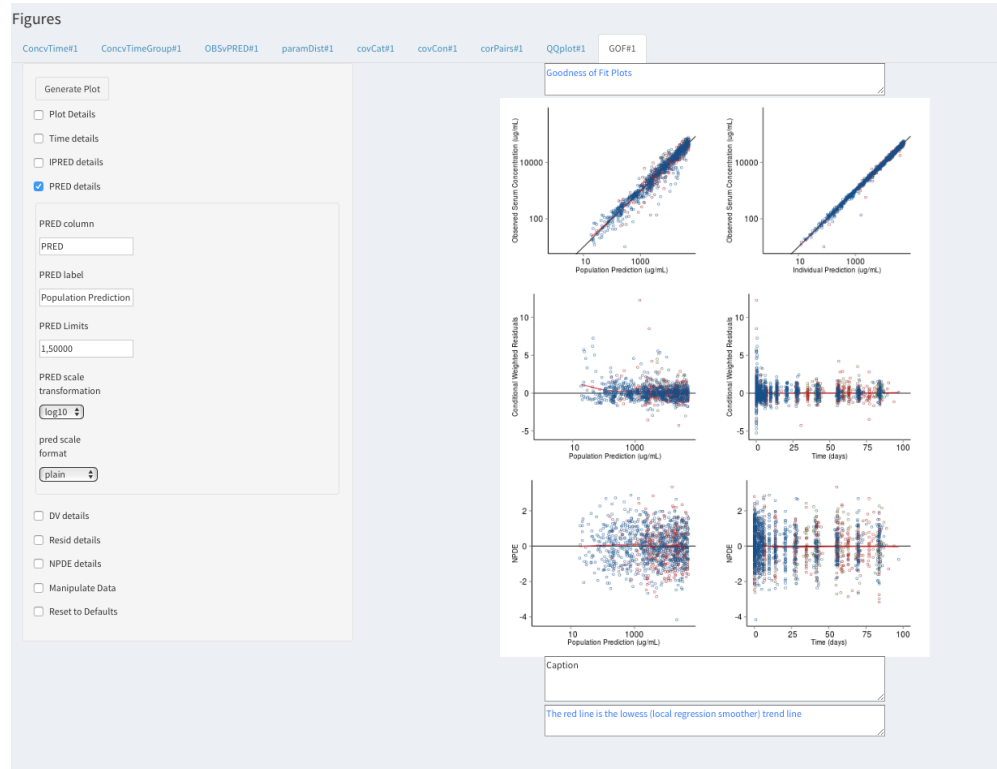 Figures
ConcvTime#1 ConcvTimeGroup#1 OBSvPRED#1 paramDist#1 covCat#1 covCon#1 corPairs#1 QQplot#1 GOF#1
Generate Plot
Plot Details
Time details
IPRED details
PRED details
PRED column
PRED
PRED label
Population Prediction
PRED Limits
1,50000
PRED scale
transformation
log10
pred scale
format
plain
DV details
Resid details
NPDE details
Manipulate Data
Reset to Defaults
Goodness of Fit Plots
Observed Serum Concentration (ug/mL)
10000
100
10 1000
Population Prediction (ug/mL)
Observed Serum Concentration (ug/mL)
10000
100
10 1000
Individual Prediction (ug/mL)
Conditional Weighted Residuals
10
5
0
-5
10 1000
Population Prediction (ug/mL)
Conditional Weighted Residuals
10
5
0
-5
0 25 50 75 100
Time (days)
NPDE
2
0
-2
-4
10 1000
Population Prediction (ug/mL)
NPDE
2
0
-2
-4
0 25 50 75 100
Time (days)
Caption
The red line is the lowess (local regression smoother) trend line